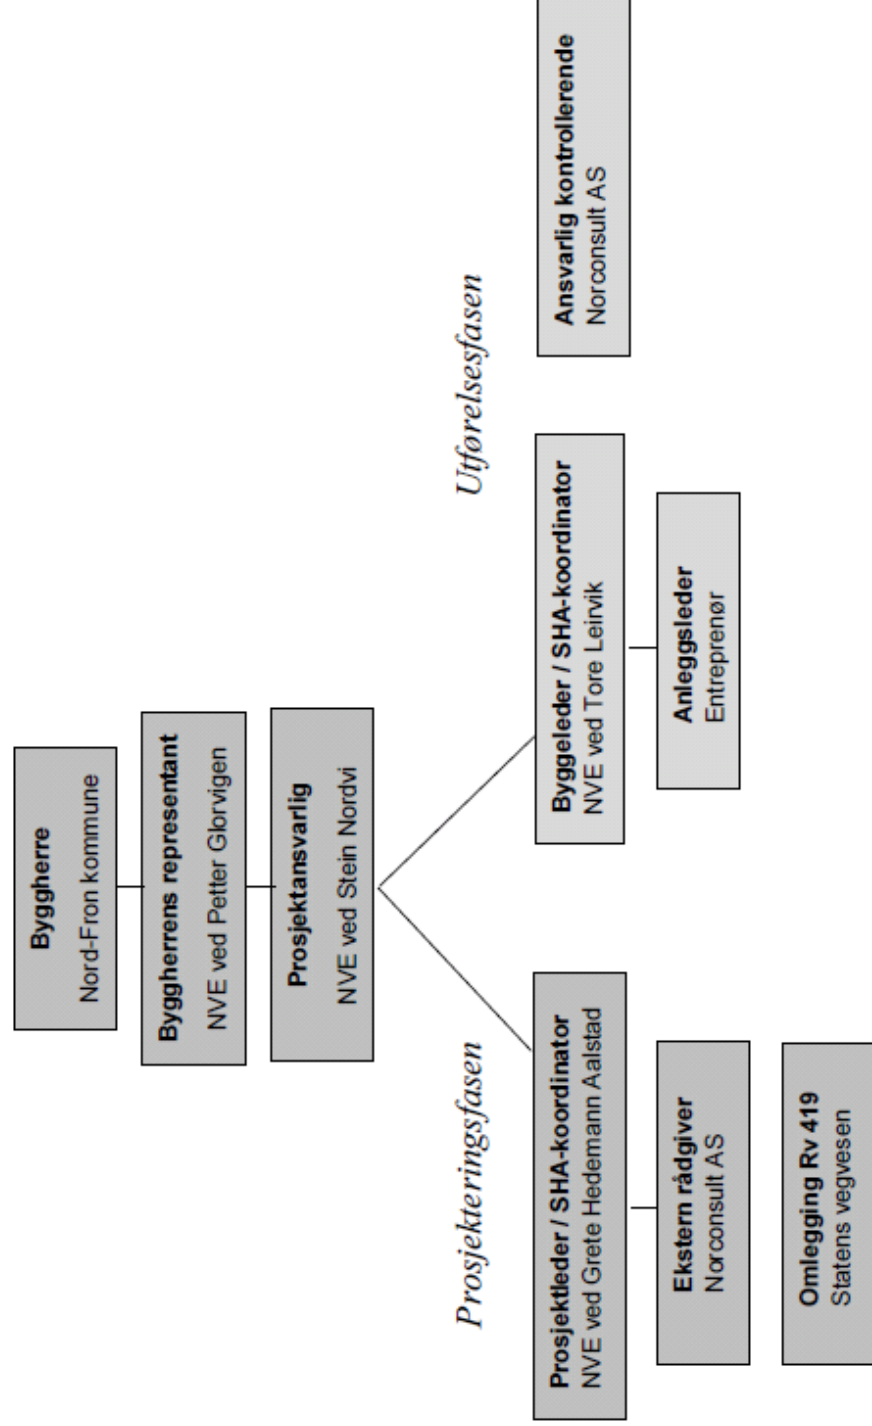 Byggherre
Nord-Fron kommune
Byggherrens representant
NVE ved Petter Glorvigen
Prosjektansvarlig
NVE ved Stein Nordvi
Prosjekteringsfasen
Utførelsesfasen
Prosjektleder / SHA-koordinator
NVE ved Grete Hedemann Aalstad
Byggeleder / SHA-koordinator
NVE ved Tore Leirvik
Ansvarlig kontrollerende
Norconsult AS
Ekstern rådgiver
Norconsult AS
Anleggsleder
Entreprenør
Omlegging Rv 419
Statens vegvesen